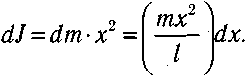 dJ = dm · x² = (mx²/l) dx.